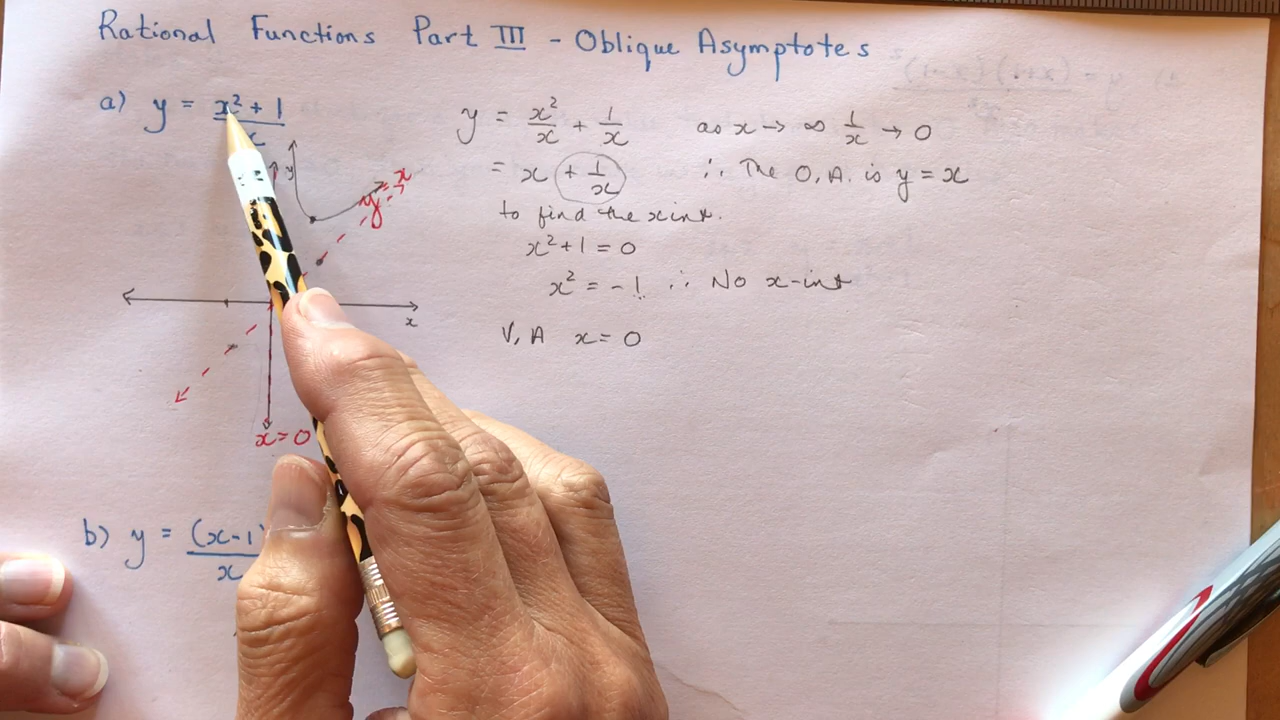 Rational Functions Part III - Oblique Asymptotes
a) y = x² + 1 / x
y = x²/x + 1/x
as x → ∞ 1/x → 0
= x + 1/x
∴ The O.A. is y = x
to find the x int.
x² + 1 = 0
x² = -1 ∴ No x-int
V, A x = 0
y
y = x
x
x = 0
b) y = (x-1 / x